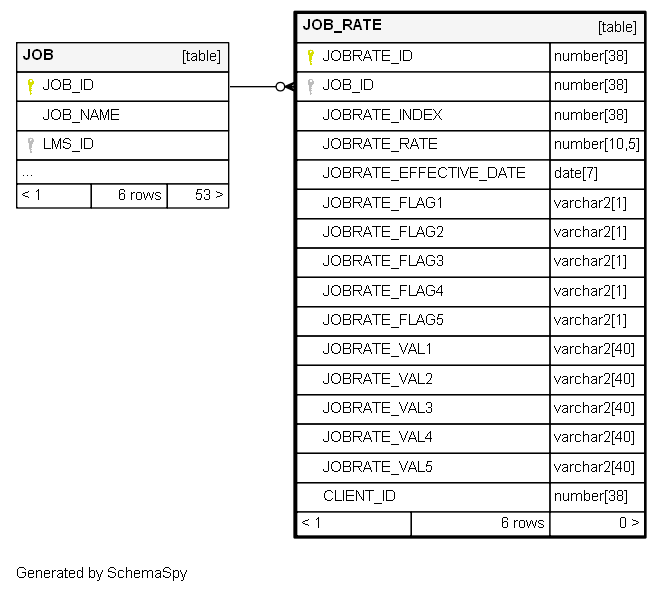 JOB [table]
JOB_ID
JOB_NAME
LMS_ID
...
< 1 6 rows 53 >
JOB_RATE [table]
JOBRATE_ID number[38]
JOB_ID number[38]
JOBRATE_INDEX number[38]
JOBRATE_RATE number[10,5]
JOBRATE_EFFECTIVE_DATE date[7]
JOBRATE_FLAG1 varchar2[1]
JOBRATE_FLAG2 varchar2[1]
JOBRATE_FLAG3 varchar2[1]
JOBRATE_FLAG4 varchar2[1]
JOBRATE_FLAG5 varchar2[1]
JOBRATE_VAL1 varchar2[40]
JOBRATE_VAL2 varchar2[40]
JOBRATE_VAL3 varchar2[40]
JOBRATE_VAL4 varchar2[40]
JOBRATE_VAL5 varchar2[40]
CLIENT_ID number[38]
< 1 6 rows 0 >
Generated by SchemaSpy